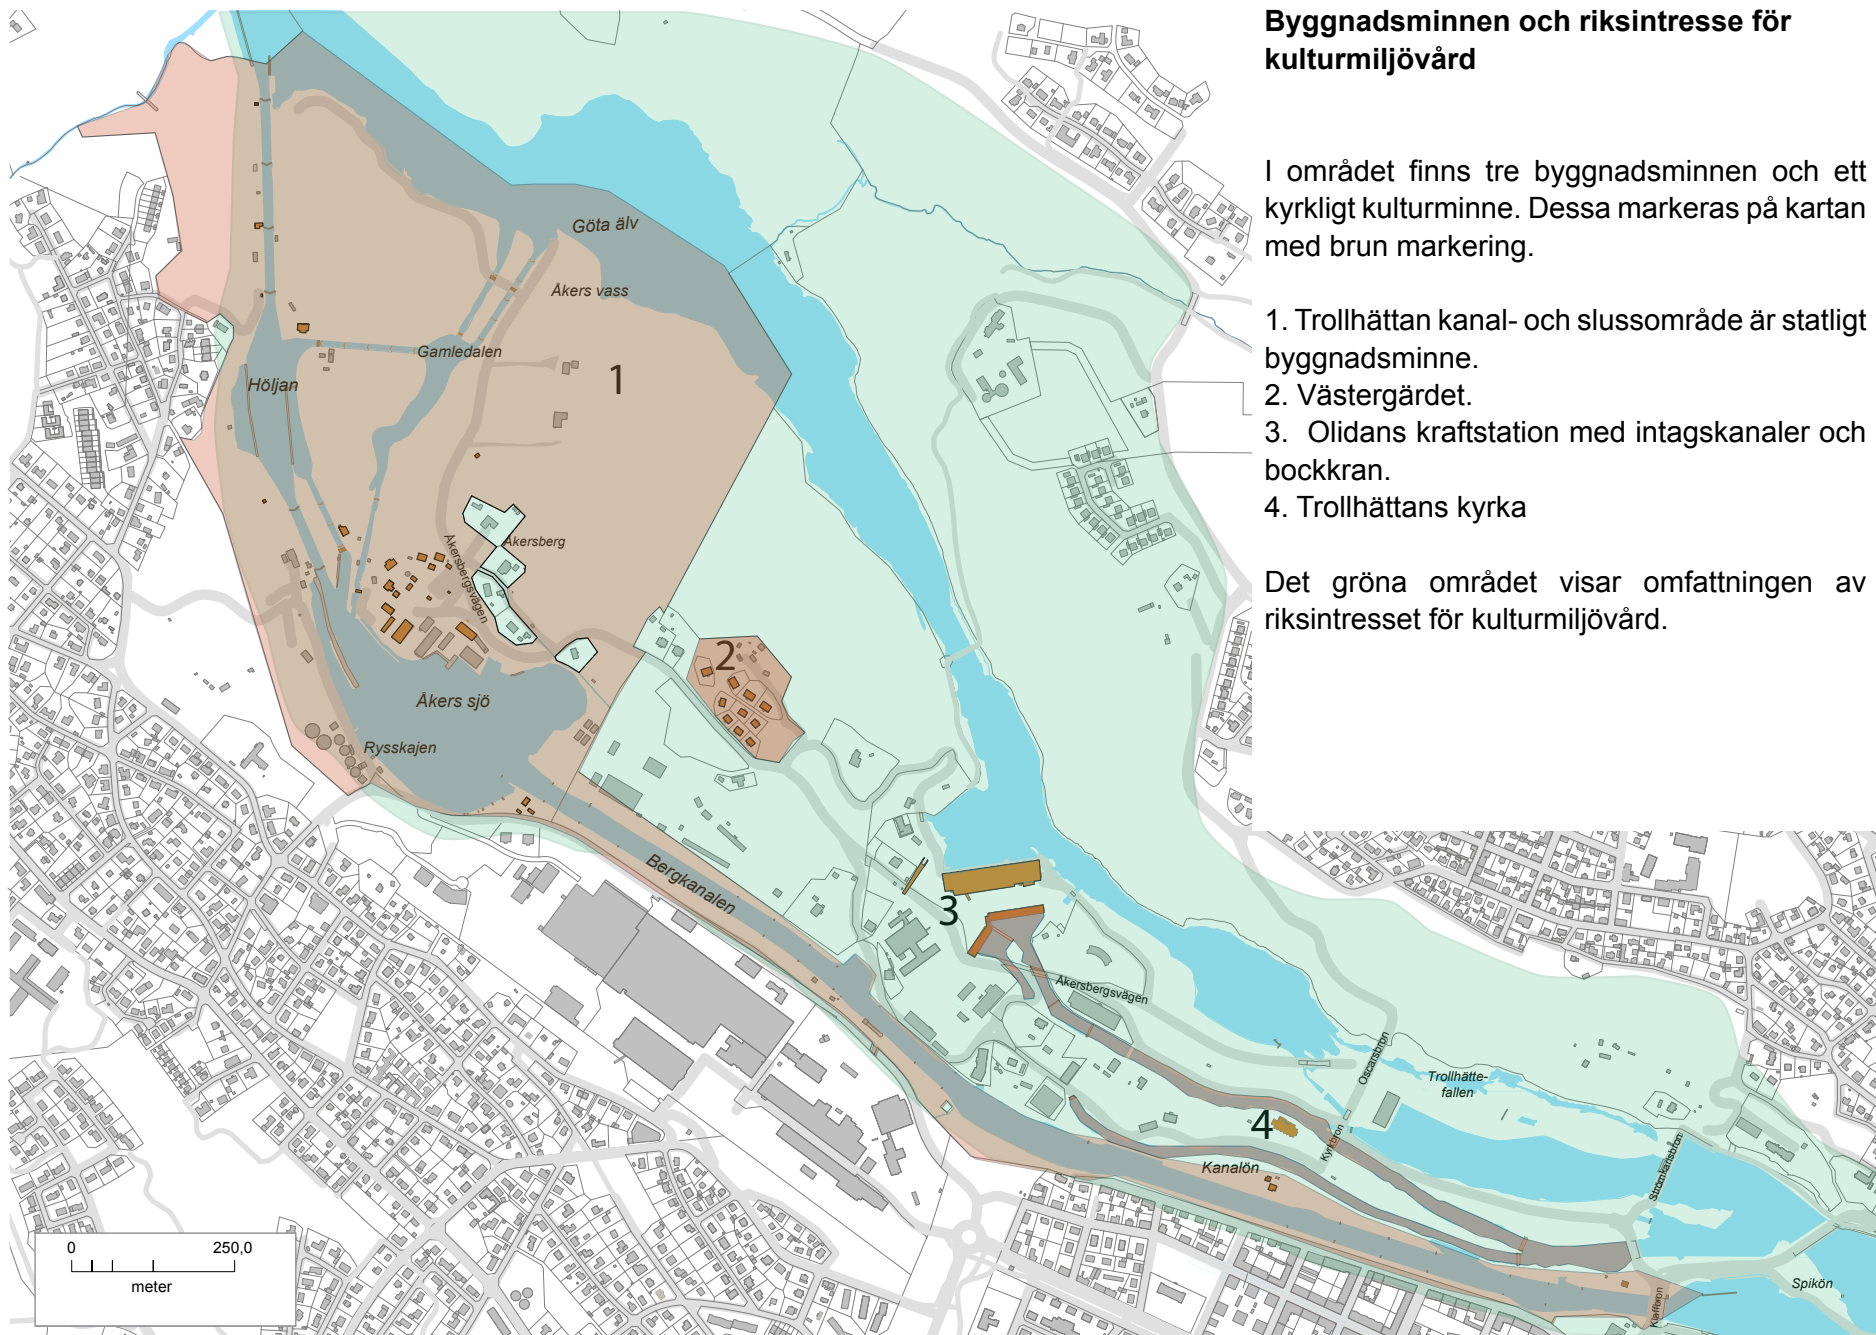 Byggnadsminnen och riksintresse för
kulturmiljövård
I området finns tre byggnadsminnen och ett
kyrkligt kulturminne. Dessa markeras på kartan
med brun markering.
1. Trollhättan kanal- och slussområde är statligt
byggnadsminne.
2. Västergärdet.
3. Olidans kraftstation med intagskanaler och
bockkran.
4. Trollhättans kyrka
Det gröna området visar omfattningen av
riksintresset för kulturmiljövård.
Göta älv
Åkers vass
Gamledalen
1
Höljan
Åkersberg
Åkersbergsvägen
2
Åkers sjö
Rysskajen
Bergkanalen
3
Åkersbergsvägen
Oscarsbron
Trollhätte-
fallen
4
Kyrkbron
Strömkarlsbron
Kanalön
Klaffbron
Spikön
0 250,0
meter